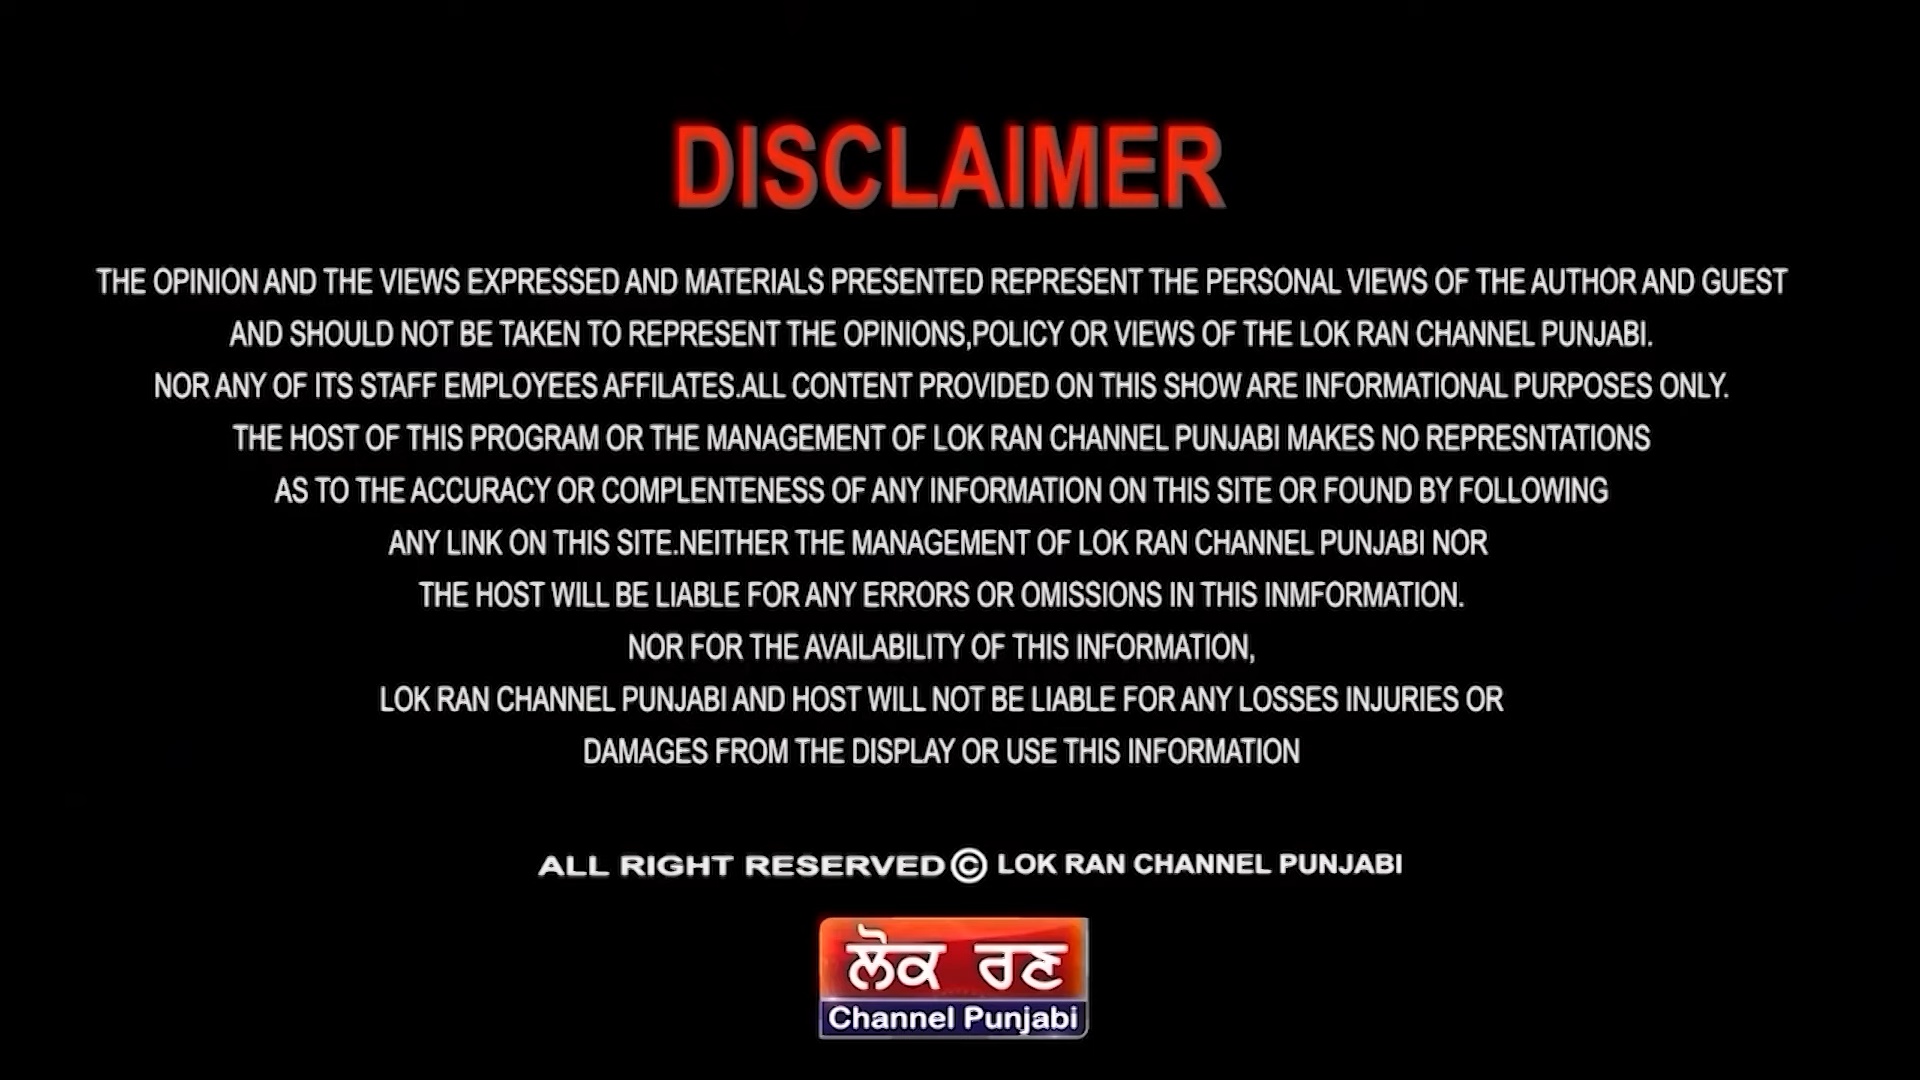 DISCLAIMER
THE OPINION AND THE VIEWS EXPRESSED AND MATERIALS PRESENTED REPRESENT THE PERSONAL VIEWS OF THE AUTHOR AND GUEST
AND SHOULD NOT BE TAKEN TO REPRESENT THE OPINIONS,POLICY OR VIEWS OF THE LOK RAN CHANNEL PUNJABI.
NOR ANY OF ITS STAFF EMPLOYEES AFFILATES.ALL CONTENT PROVIDED ON THIS SHOW ARE INFORMATIONAL PURPOSES ONLY.
THE HOST OF THIS PROGRAM OR THE MANAGEMENT OF LOK RAN CHANNEL PUNJABI MAKES NO REPRESNTATIONS
AS TO THE ACCURACY OR COMPLENTENESS OF ANY INFORMATION ON THIS SITE OR FOUND BY FOLLOWING
ANY LINK ON THIS SITE.NEITHER THE MANAGEMENT OF LOK RAN CHANNEL PUNJABI NOR
THE HOST WILL BE LIABLE FOR ANY ERRORS OR OMISSIONS IN THIS INMFORMATION.
NOR FOR THE AVAILABILITY OF THIS INFORMATION,
LOK RAN CHANNEL PUNJABI AND HOST WILL NOT BE LIABLE FOR ANY LOSSES INJURIES OR
DAMAGES FROM THE DISPLAY OR USE THIS INFORMATION
ALL RIGHT RESERVED © LOK RAN CHANNEL PUNJABI
ਲੋਕ ਰਣ
Channel Punjabi